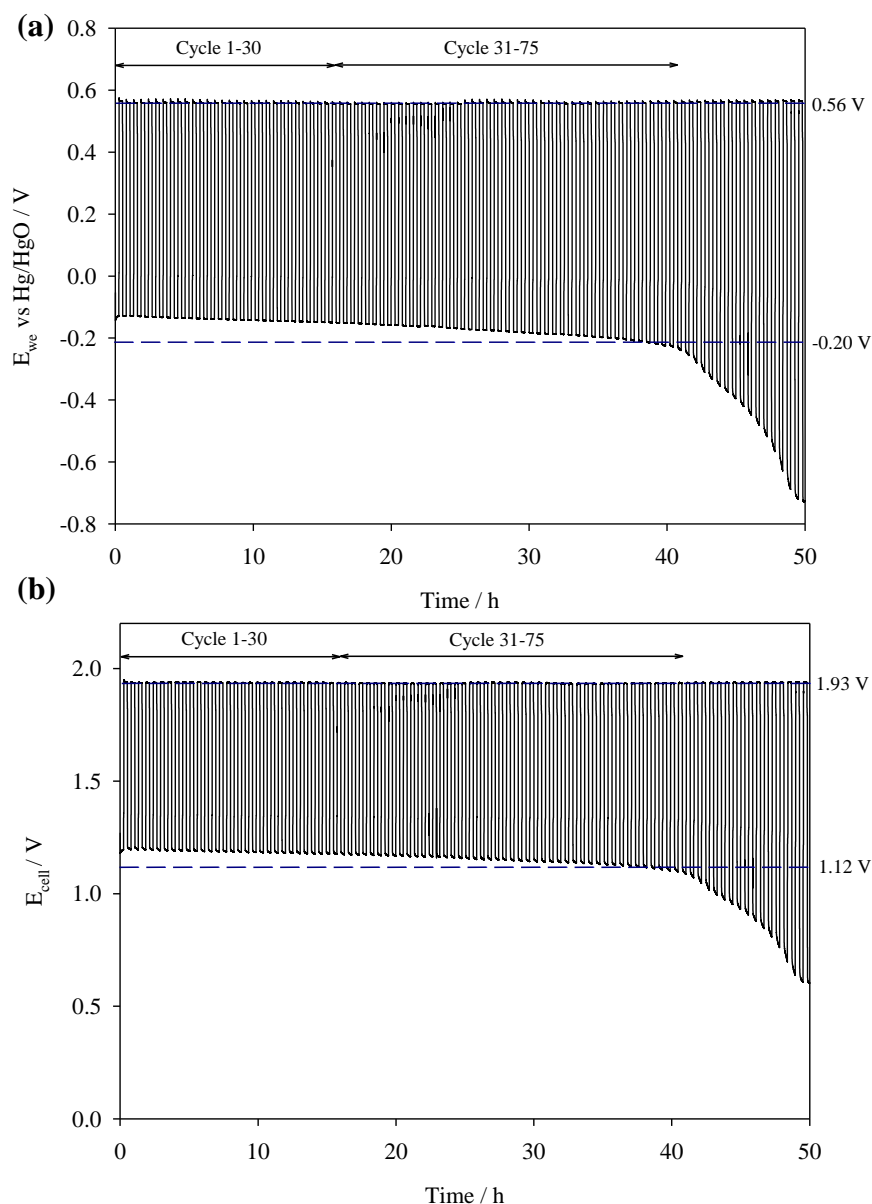 (a)
0.8
Cycle 1-30
Cycle 31-75
0.6
0.56 V
0.4
0.2
0.0
-0.2
-0.20 V
-0.4
-0.6
-0.8
E_we vs Hg/HgO / V
0
10
20
30
40
50
Time / h
(b)
Cycle 1-30
Cycle 31-75
2.0
1.93 V
1.5
1.12 V
1.0
0.5
0.0
E_cell / V
0
10
20
30
40
50
Time / h